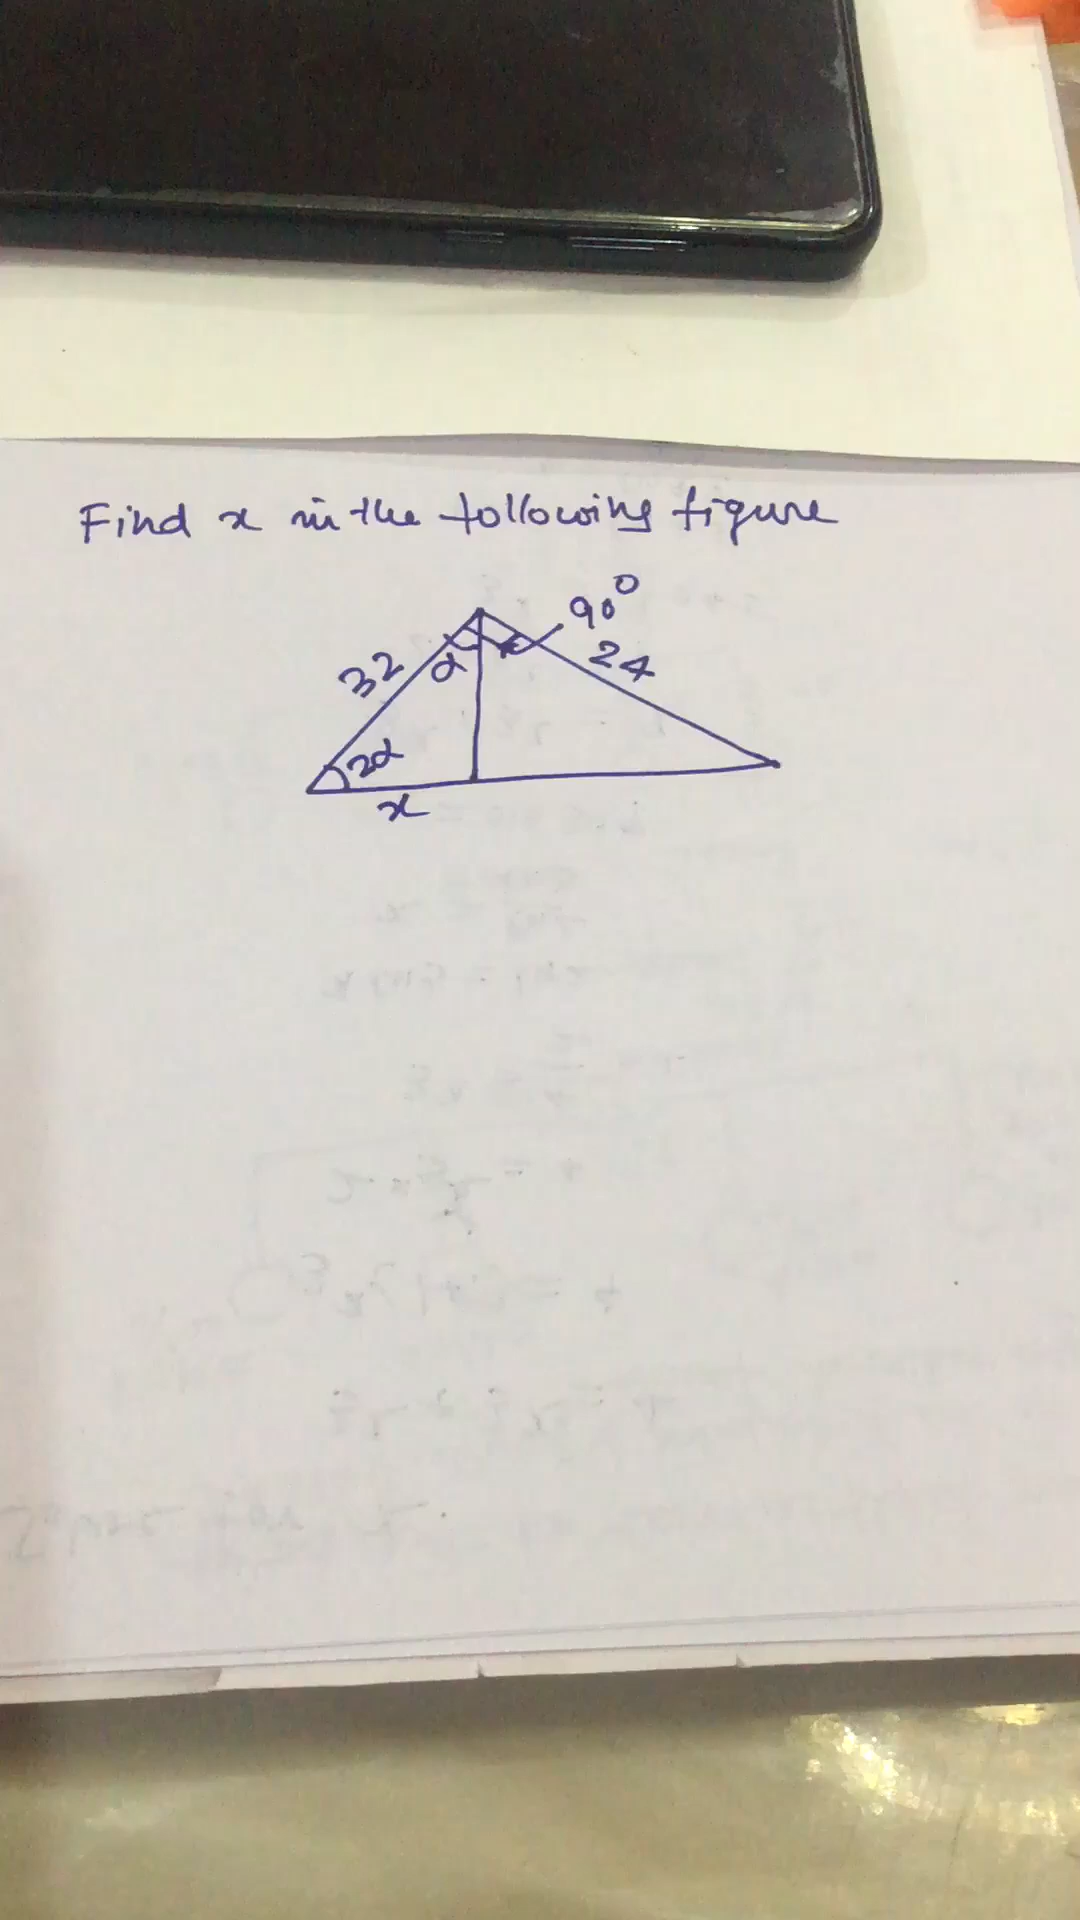 Find x in the following figure
90°
32
24
α
2α
x